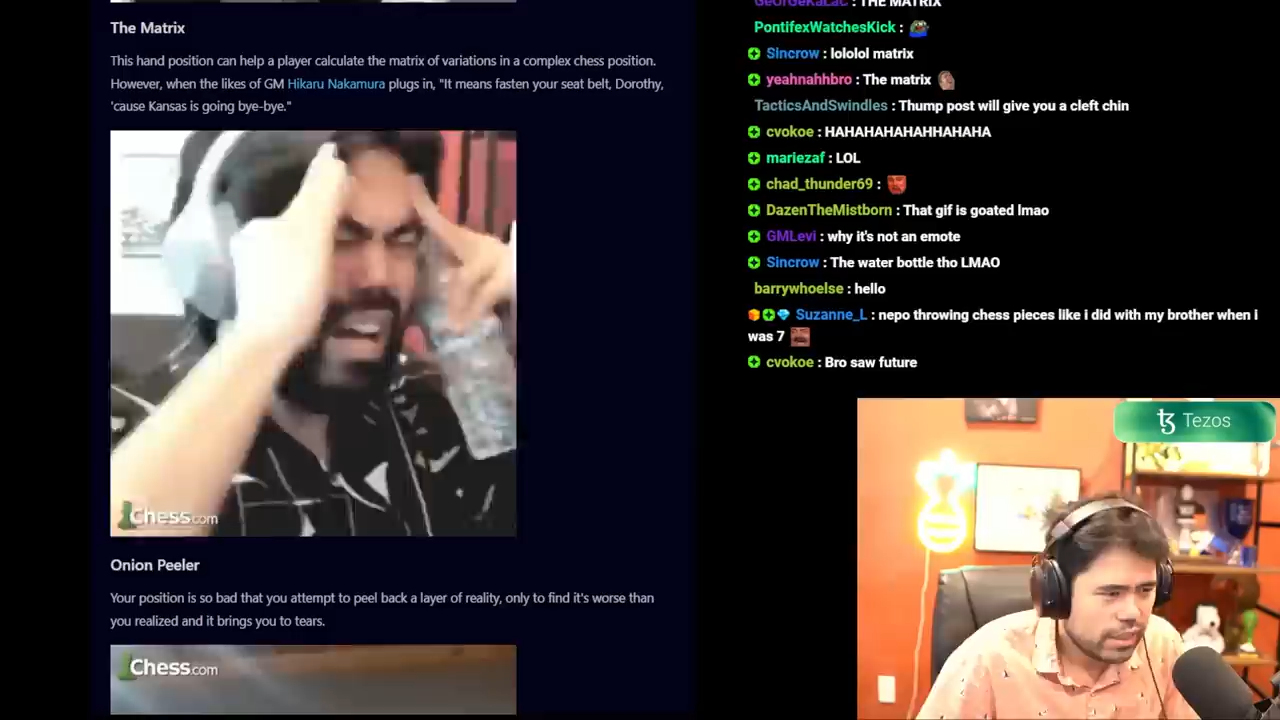 The Matrix
This hand position can help a player calculate the matrix of variations in a complex chess position.
However, when the likes of GM Hikaru Nakamura plugs in, "It means fasten your seat belt, Dorothy,
'cause Kansas is going bye-bye."
Chess.com
Onion Peeler
Your position is so bad that you attempt to peel back a layer of reality, only to find it's worse than
you realized and it brings you to tears.
Chess.com
GeorgeKaLaC : THE MATRIX
PontifexWatchesKick :
Sincrow : lololol matrix
yeahnahhbro : The matrix
TacticsAndSwindles : Thump post will give you a cleft chin
cvokoe : HAHAHAHAHAHHAHAHA
mariezaf : LOL
chad_thunder69 :
DazenTheMistborn : That gif is goated lmao
GMLevi : why it's not an emote
Sincrow : The water bottle tho LMAO
barrywhoelse : hello
Suzanne_L : nepo throwing chess pieces like i did with my brother when i
was 7
cvokoe : Bro saw future
Tezos